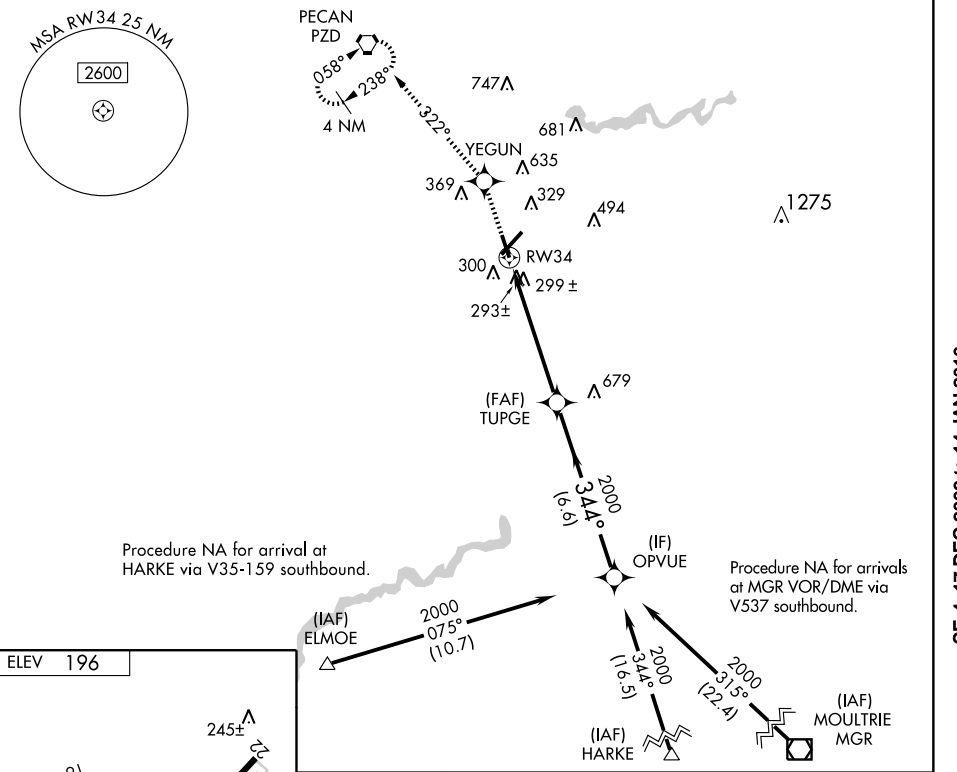 MSA RW34 25 NM
2600
PECAN
PZD
058°
238°
4 NM
322°
747
681
YEGUN
635
369
329
494
1275
RW34
300
299 ±
293±
679
(FAF)
TUPGE
2000
344°
(6.6)
(IF)
OPVUE
Procedure NA for arrival at
HARKE via V35-159 southbound.
Procedure NA for arrivals
at MGR VOR/DME via
V537 southbound.
(IAF)
ELMOE
2000
075°
(10.7)
2000
344°
(16.5)
2000
315°
(22.4)
(IAF)
HARKE
(IAF)
MOULTRIE
MGR
ELEV 196
245±
22